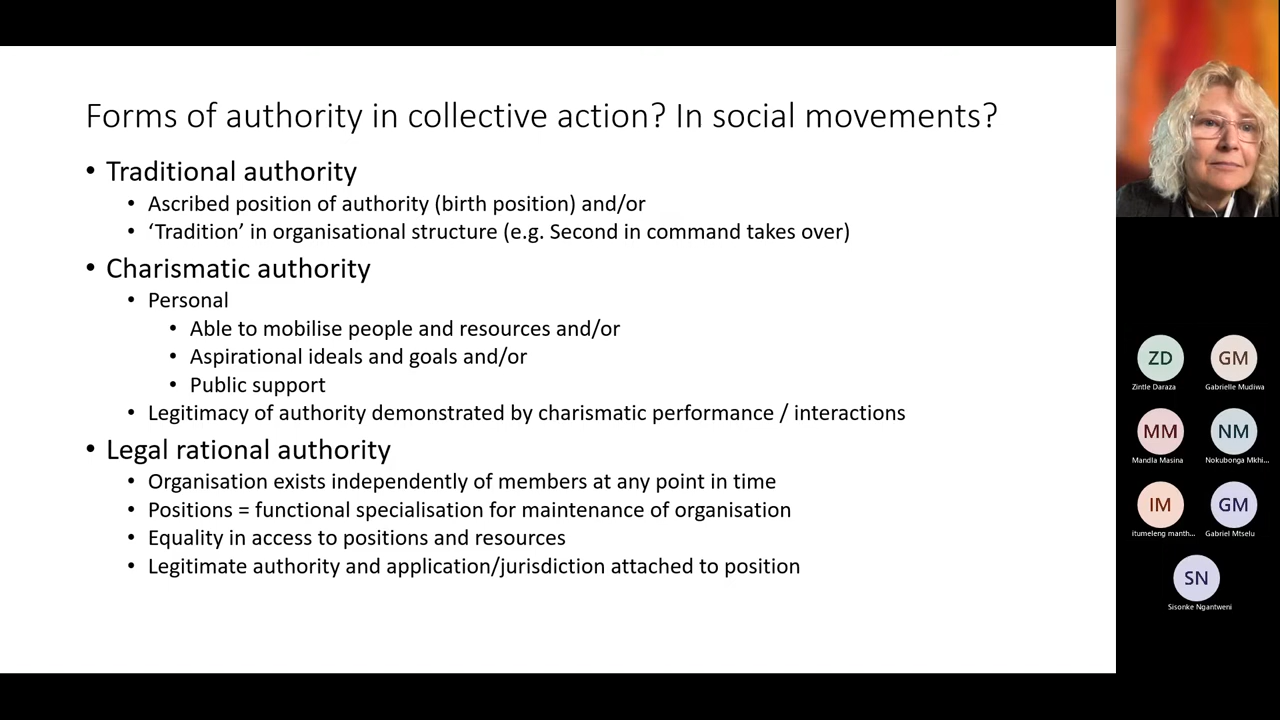 Forms of authority in collective action? In social movements?
• Traditional authority
• Ascribed position of authority (birth position) and/or
• ‘Tradition’ in organisational structure (e.g. Second in command takes over)
• Charismatic authority
• Personal
• Able to mobilise people and resources and/or
• Aspirational ideals and goals and/or
• Public support
• Legitimacy of authority demonstrated by charismatic performance / interactions
• Legal rational authority
• Organisation exists independently of members at any point in time
• Positions = functional specialisation for maintenance of organisation
• Equality in access to positions and resources
• Legitimate authority and application/jurisdiction attached to position
ZD GM
Zintle Daraza Gabrielle Mudiwa
MM NM
Mandla Masina Nokubonga Mkhi...
IM GM
itumeleng manth... Gabriel Mtselu
SN
Sisonke Ngantweni